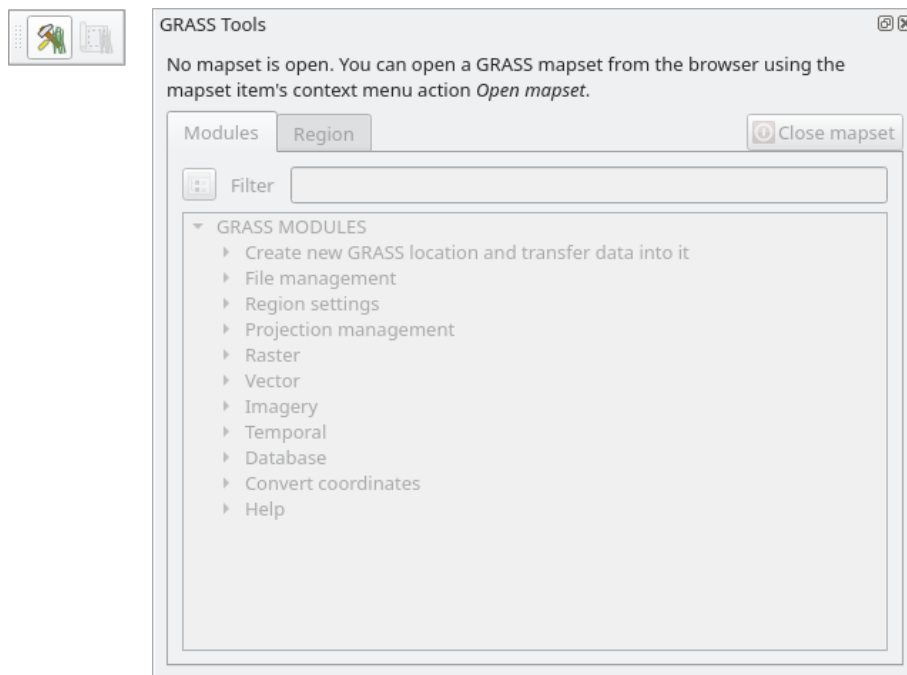 GRASS Tools
No mapset is open. You can open a GRASS mapset from the browser using the
mapset item's context menu action Open mapset.
Modules Region Close mapset
Filter
GRASS MODULES
Create new GRASS location and transfer data into it
File management
Region settings
Projection management
Raster
Vector
Imagery
Temporal
Database
Convert coordinates
Help